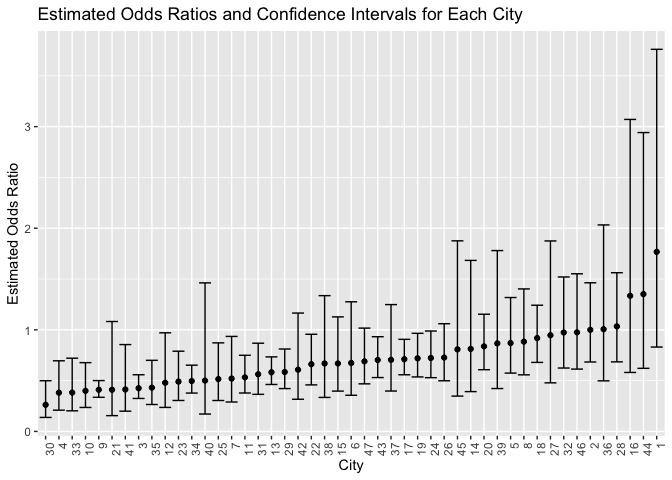 Estimated Odds Ratios and Confidence Intervals for Each City
Estimated Odds Ratio
3
2
1
0
30 4 33 10 9 21 41 3 35 12 23 34 40 25 7 11 31 13 29 42 22 38 15 6 47 43 37 17 19 24 26 45 14 20 39 5 8 18 27 32 46 2 36 28 16 44 1
City